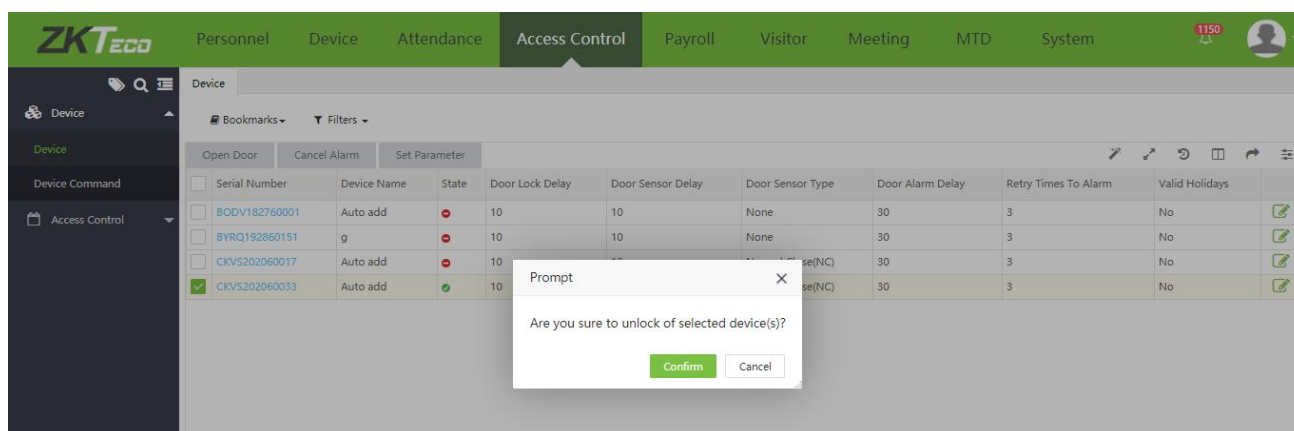 ZKTeco Personnel Device Attendance Access Control Payroll Visitor Meeting MTD System 1150
Device
Device
Bookmarks Filters
Device
Open Door Cancel Alarm Set Parameter
Device Command
Serial Number Device Name State Door Lock Delay Door Sensor Delay Door Sensor Type Door Alarm Delay Retry Times To Alarm Valid Holidays
Access Control
BODV182760001 Auto add 10 10 None 30 3 No
BYRQ192860151 g 10 10 None 30 3 No
CKVS202060017 Auto add 10 se(NC) 30 3 No
CKVS202060033 Auto add 10 se(NC) 30 3 No
Prompt
Are you sure to unlock of selected device(s)?
Confirm Cancel